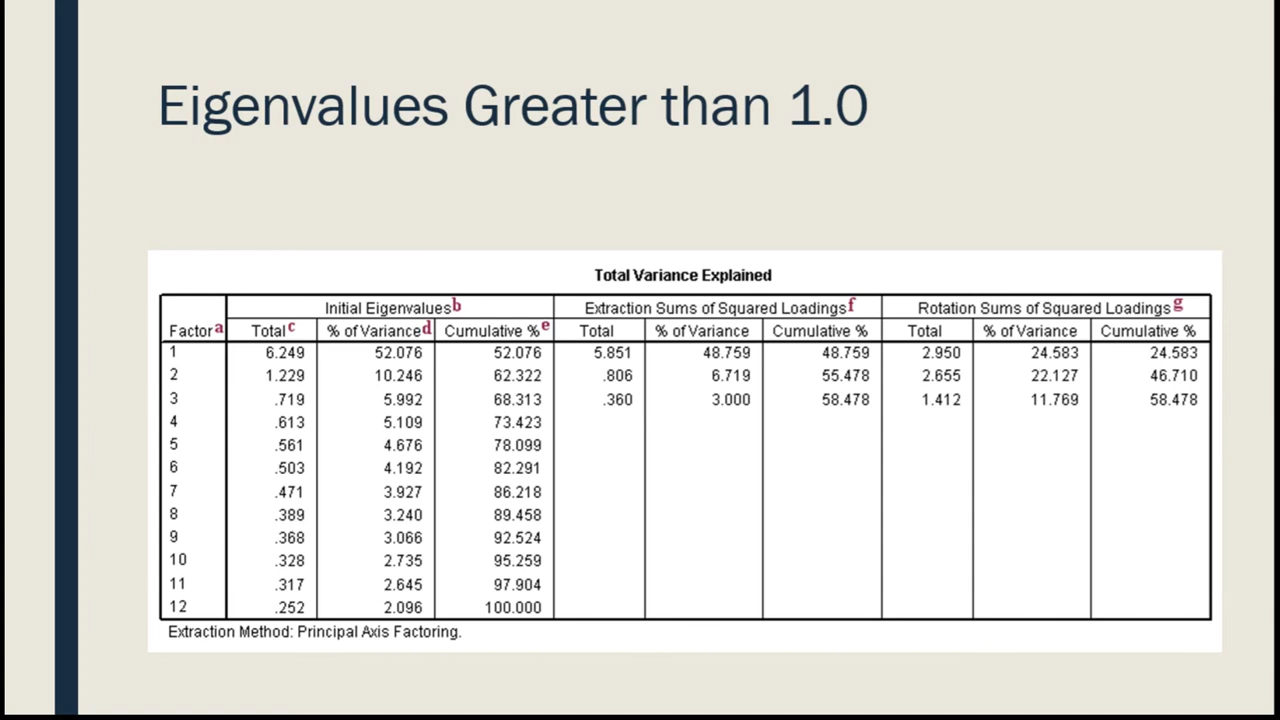 Eigenvalues Greater than 1.0
Total Variance Explained
Initial Eigenvaluesb Extraction Sums of Squared Loadingsf Rotation Sums of Squared Loadingsg
Factora Totalc % of Varianced Cumulative %e Total % of Variance Cumulative % Total % of Variance Cumulative %
1 6.249 52.076 52.076 5.851 48.759 48.759 2.950 24.583 24.583
2 1.229 10.246 62.322 .806 6.719 55.478 2.655 22.127 46.710
3 .719 5.992 68.313 .360 3.000 58.478 1.412 11.769 58.478
4 .613 5.109 73.423
5 .561 4.676 78.099
6 .503 4.192 82.291
7 .471 3.927 86.218
8 .389 3.240 89.458
9 .368 3.066 92.524
10 .328 2.735 95.259
11 .317 2.645 97.904
12 .252 2.096 100.000
Extraction Method: Principal Axis Factoring.